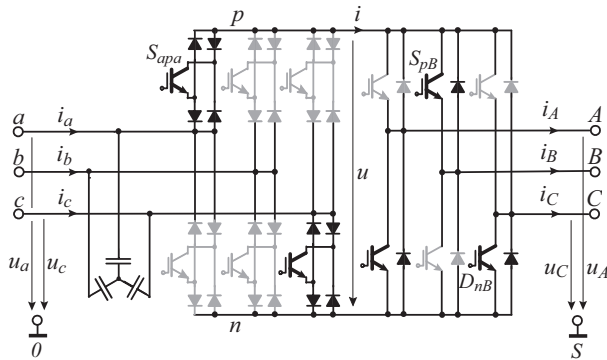 p
i
S_apa
S_pB
a
i_a
i_A
A
b
i_b
u
i_B
B
c
i_c
i_C
C
u_a
u_c
u_C
u_A
D_nB
n
0
S